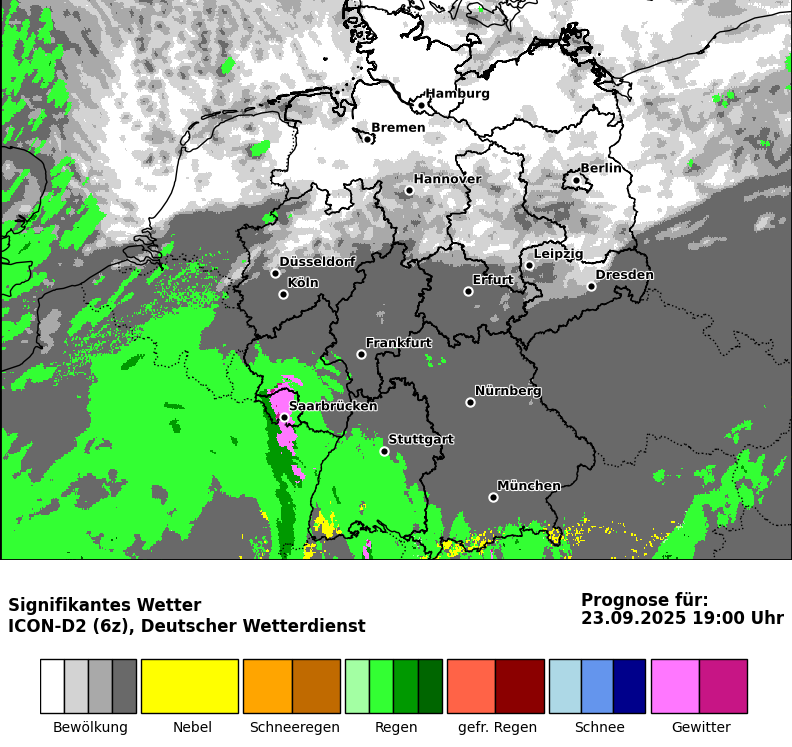 Hamburg
Bremen
Berlin
Hannover
Leipzig
Düsseldorf
Dresden
Köln
Erfurt
Frankfurt
Nürnberg
Saarbrücken
Stuttgart
München
Signifikantes Wetter
ICON-D2 (6z), Deutscher Wetterdienst
Prognose für:
23.09.2025 19:00 Uhr
Bewölkung Nebel Schneeregen Regen gefr. Regen Schnee Gewitter